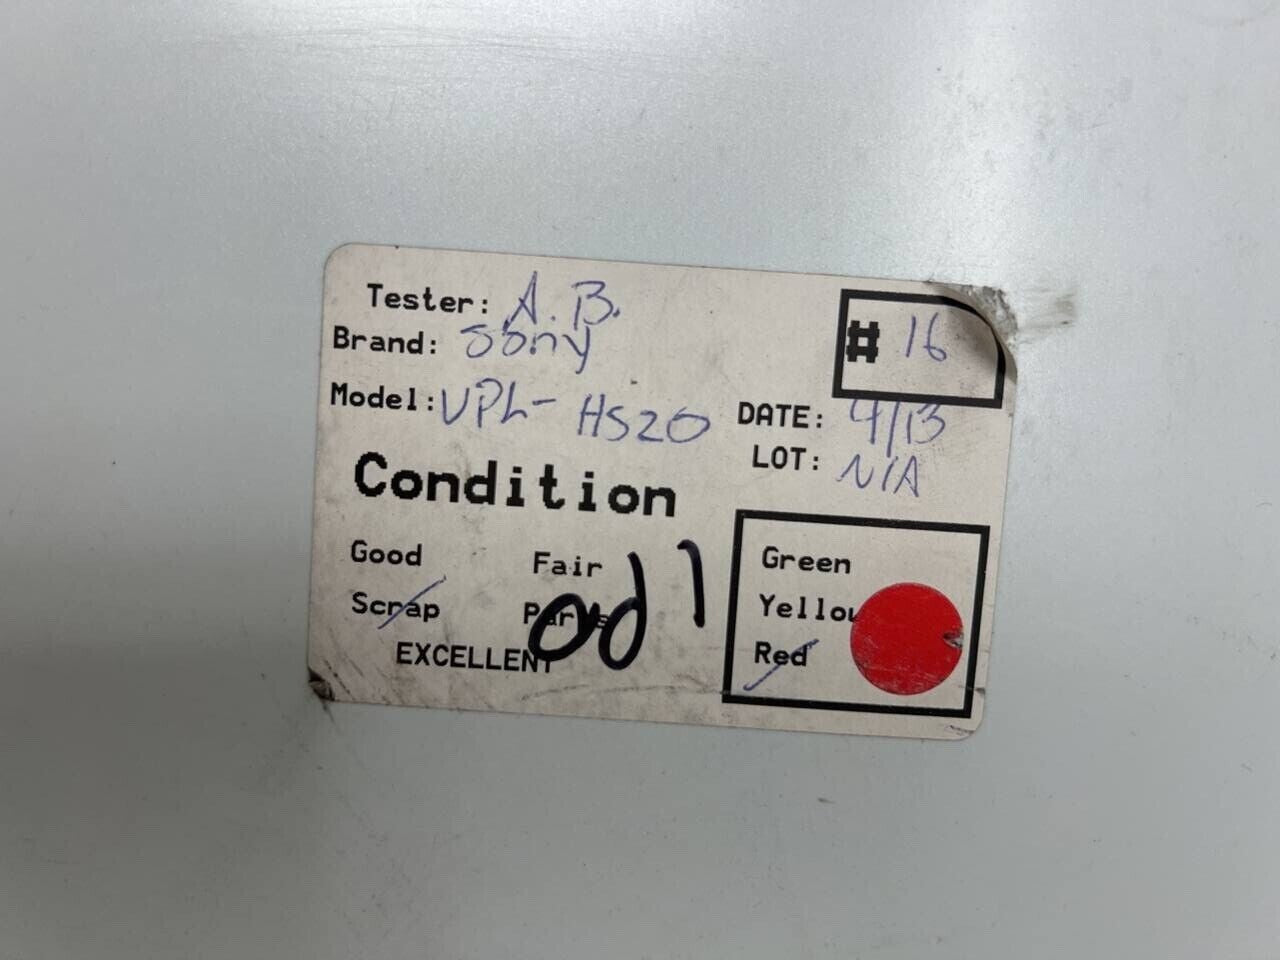 Tester: A.B.
# 16
Brand: Sony
Model: VPL-HS20
DATE: 4/13
LOT: N/A
Condition
Good Fair
Scrap Parts
EXCELLENT
Green
Yellow
Red